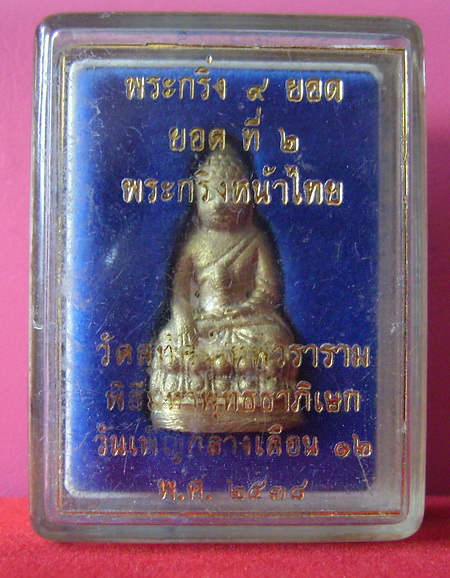 พระกริ่ง ๙ ยอด
ยอด ที่ ๒
พระกริ่งหน้าไทย
พิธีมหาพุทธาภิเษก
วันเพ็ญกลางเดือน ๑๒
พ.ศ. ๒๕๓๘